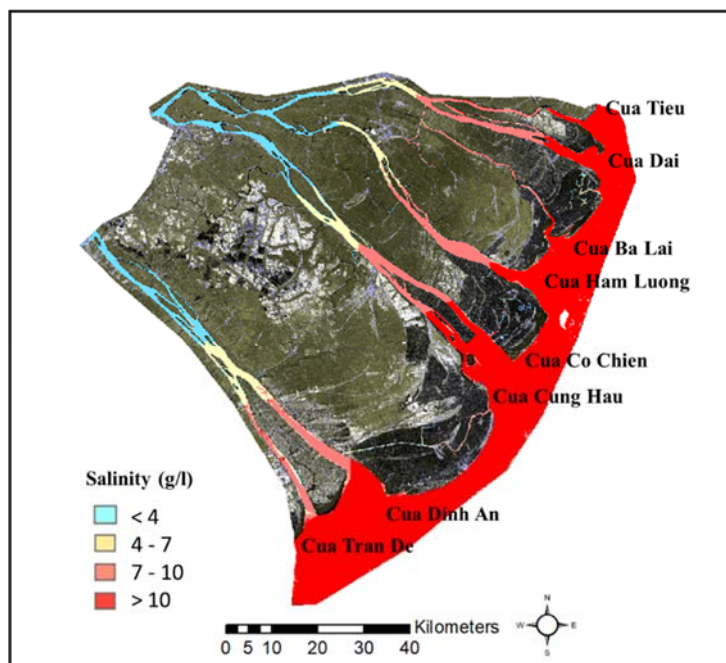 Cua Tieu
Cua Dai
Cua Ba Lai
Cua Ham Luong
Cua Co Chien
Cua Cung Hau
Cua Dinh An
Cua Tran De
Salinity (g/l)
< 4
4 - 7
7 - 10
> 10
Kilometers
0 5 10 20 30 40
N
W E
S